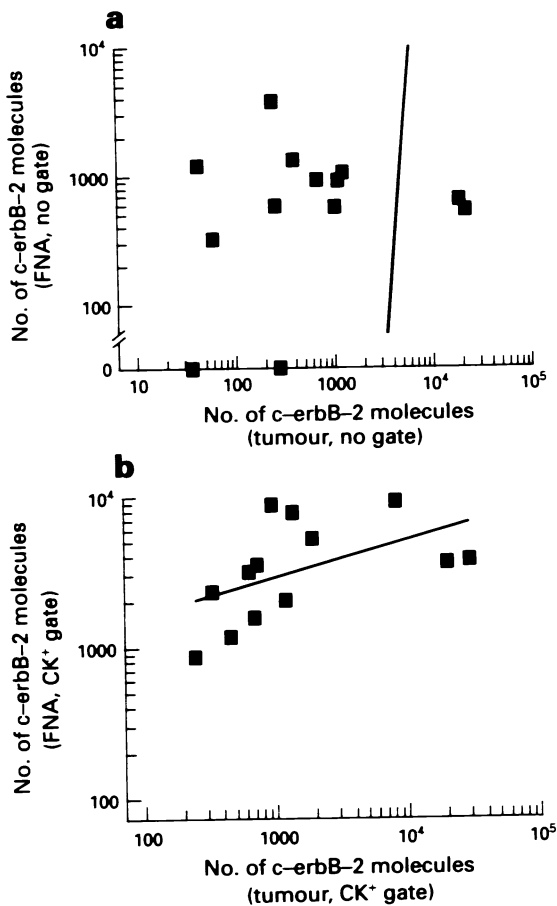 a
No. of c–erbB–2 molecules
(FNA, no gate)
10⁴
1000
100
0
10 100 1000 10⁴ 10⁵
No. of c–erbB–2 molecules
(tumour, no gate)
b
No. of c–erbB–2 molecules
(FNA, CK⁺ gate)
10⁴
1000
100
100 1000 10⁴ 10⁵
No. of c–erbB–2 molecules
(tumour, CK⁺ gate)